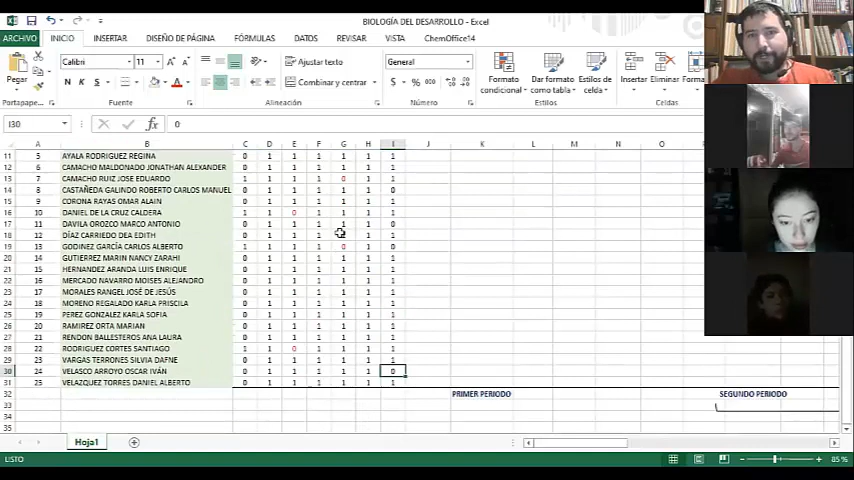 BIOLOGÍA DEL DESARROLLO - Excel
ARCHIVO INICIO INSERTAR DISEÑO DE PÁGINA FÓRMULAS DATOS REVISAR VISTA ChemOffice14
Calibri 11 Ajustar texto General
Pegar N K S Combinar y centrar $ % 000 Formato condicional Dar formato como tabla Estilos de celda Insertar Eliminar
Portapape... Fuente Alineación Número Estilos Celdas
I30 fx 0
A B C D E F G H I J K L M N O
11 5 AYALA RODRIGUEZ REGINA 0 1 1 1 1 1 1
12 6 CAMACHO MALDONADO JONATHAN ALEXANDER 0 1 1 1 1 1 1
13 7 CAMACHO RUIZ JOSE EDUARDO 1 1 1 1 0 1 1
14 8 CASTAÑEDA GALINDO ROBERTO CARLOS MANUEL 0 1 1 1 1 1 0
15 9 CORONA RAYAS OMAR ALAIN 0 1 1 1 1 1 1
16 10 DANIEL DE LA CRUZ CALDERA 1 1 0 1 1 1 1
17 11 DAVILA OROZCO MARCO ANTONIO 0 1 1 1 1 1 0
18 12 DÍAZ CARRIEDO DEA EDITH 0 1 1 1 1 1
19 13 GODINEZ GARCÍA CARLOS ALBERTO 1 1 1 1 0 1 0
20 14 GUTIERREZ MARIN NANCY ZARAHI 0 1 1 1 1 1 1
21 15 HERNANDEZ ARANDA LUIS ENRIQUE 0 1 1 1 1 1 1
22 16 MERCADO NAVARRO MOISES ALEJANDRO 0 1 1 1 1 1 1
23 17 MORALES RANGEL JOSÉ DE JESÚS 0 1 1 1 1 1 1
24 18 MORENO REGALADO KARLA PRISCILA 0 1 1 1 1 1 1
25 19 PEREZ GONZALEZ KARLA SOFIA 0 1 1 1 1 1 1
26 20 RAMIREZ ORTA MARIAN 0 1 1 1 1 1 1
27 21 RENDON BALLESTEROS ANA LAURA 0 1 1 1 1 1 1
28 22 RODRIGUEZ CORTES SANTIAGO 1 1 0 1 1 1 1
29 23 VARGAS TERRONES SILVIA DAFNE 0 1 1 1 1 1 1
30 24 VELASCO ARROYO OSCAR IVÁN 0 1 1 1 1 1 0
31 25 VELAZQUEZ TORRES DANIEL ALBERTO 0 1 1 1 1 1 1
32 PRIMER PERIODO SEGUNDO PERIODO
33
34
35
Hoja1
LISTO 85 %